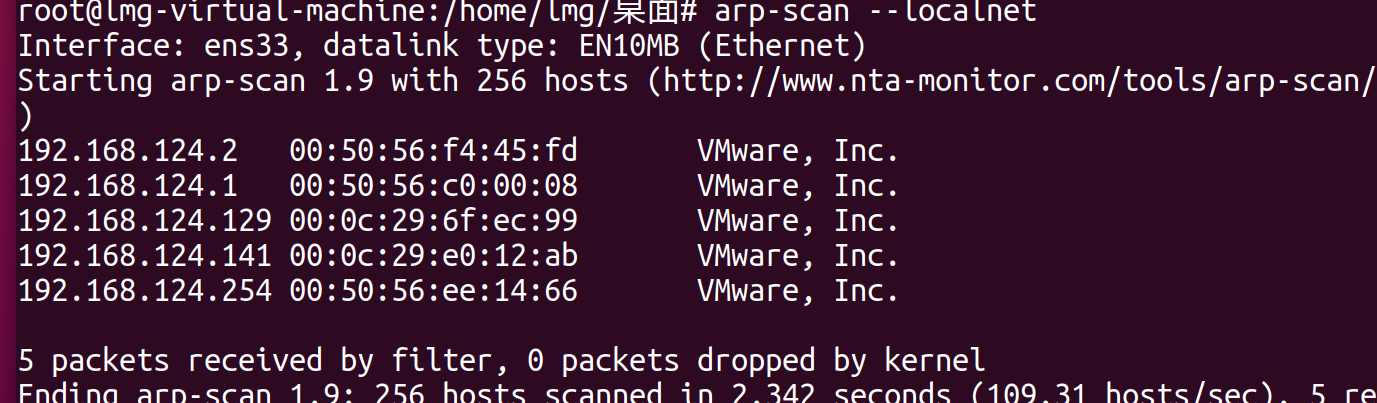 root@lmg-virtual-machine:/home/lmg/桌面# arp-scan --localnet
Interface: ens33, datalink type: EN10MB (Ethernet)
Starting arp-scan 1.9 with 256 hosts (http://www.nta-monitor.com/tools/arp-scan/
)
192.168.124.2 00:50:56:f4:45:fd VMware, Inc.
192.168.124.1 00:50:56:c0:00:08 VMware, Inc.
192.168.124.129 00:0c:29:6f:ec:99 VMware, Inc.
192.168.124.141 00:0c:29:e0:12:ab VMware, Inc.
192.168.124.254 00:50:56:ee:14:66 VMware, Inc.
5 packets received by filter, 0 packets dropped by kernel
Ending arp-scan 1.9: 256 hosts scanned in 2.342 seconds (109.31 hosts/sec). 5 re